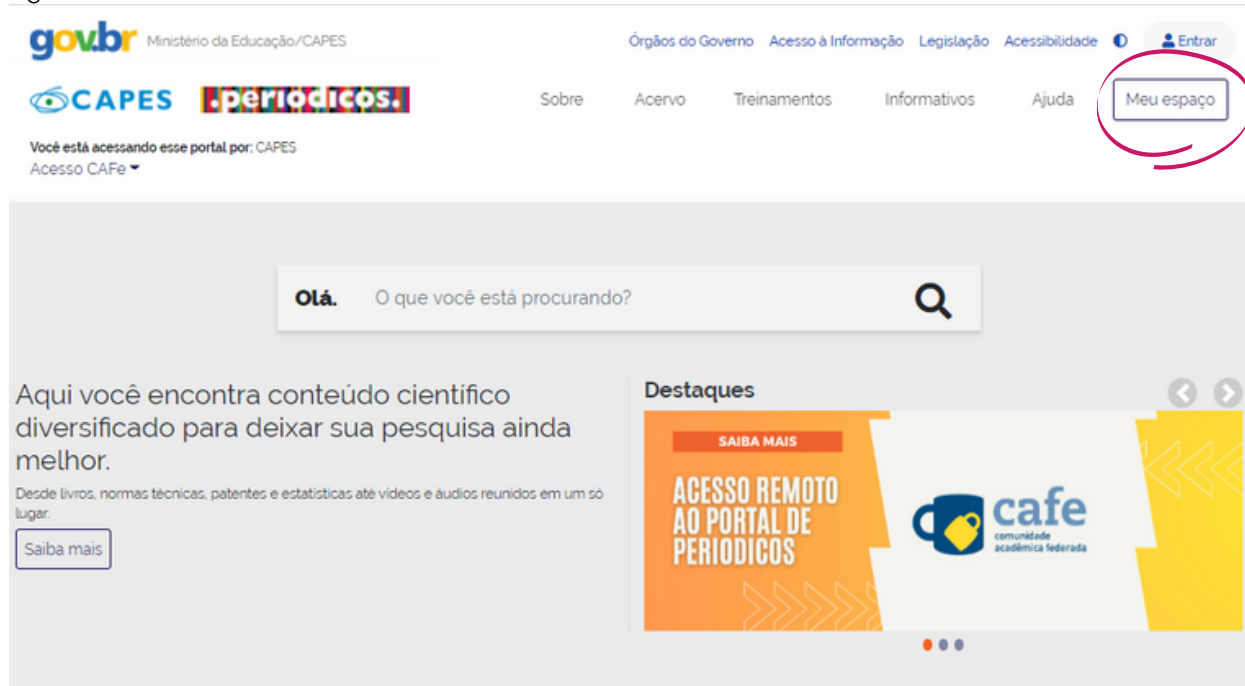 gov.br Ministério da Educação/CAPES
Órgãos do Governo Acesso à Informação Legislação Acessibilidade Entrar
CAPES .periódicos. Sobre Acervo Treinamentos Informativos Ajuda Meu espaço
Você está acessando esse portal por: CAPES
Acesso CAFe
Olá. O que você está procurando?
Aqui você encontra conteúdo científico
diversificado para deixar sua pesquisa ainda
melhor.
Desde livros, normas técnicas, patentes e estatísticas até vídeos e áudios reunidos em um só
lugar.
Saiba mais
Destaques
SAIBA MAIS
ACESSO REMOTO
AO PORTAL DE
PERIODICOS
cafe
comunidade
acadêmica federada